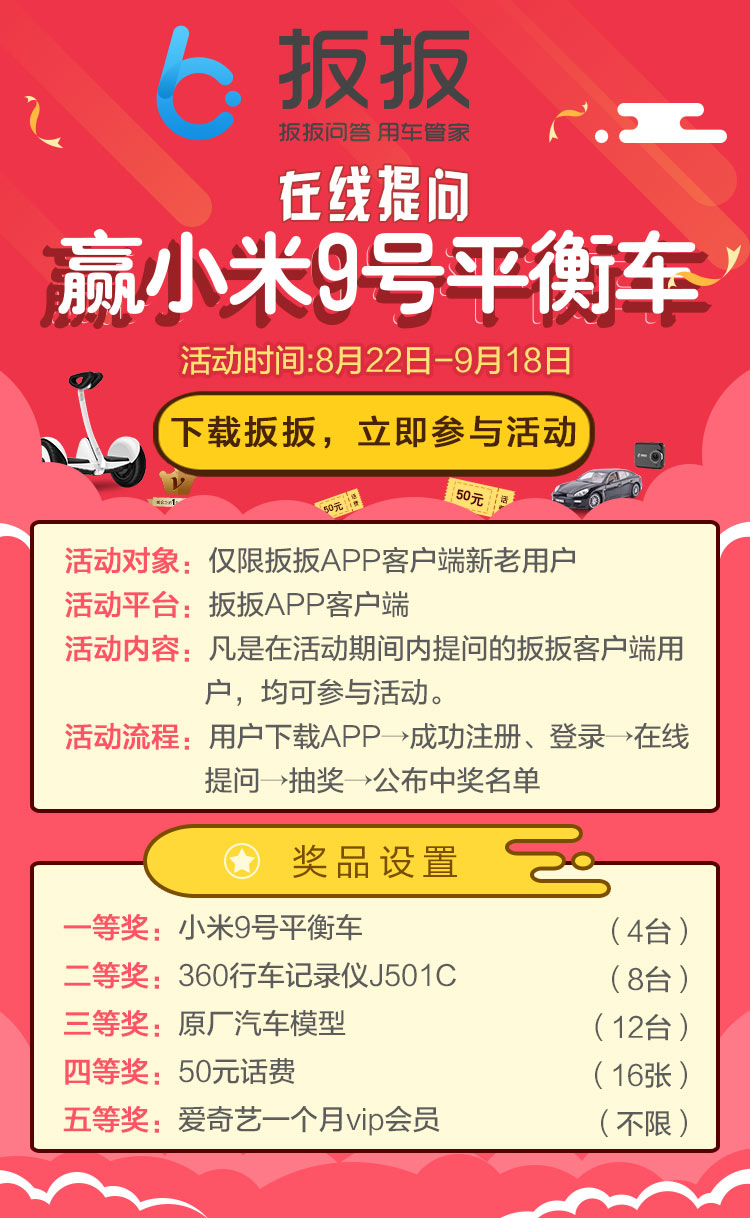 扳扳
扳扳问答 用车管家
在线提问
赢小米9号平衡车
活动时间:8月22日-9月18日
下载扳扳，立即参与活动
50元
50元 话
活动对象：仅限扳扳APP客户端新老用户
活动平台：扳扳APP客户端
活动内容：凡是在活动期间内提问的扳扳客户端用
户，均可参与活动。
活动流程：用户下载APP→成功注册、登录→在线
提问→抽奖→公布中奖名单
奖品设置
一等奖：小米9号平衡车 （4台）
二等奖：360行车记录仪J501C （8台）
三等奖：原厂汽车模型 （12台）
四等奖：50元话费 （16张）
五等奖：爱奇艺一个月vip会员 （不限）